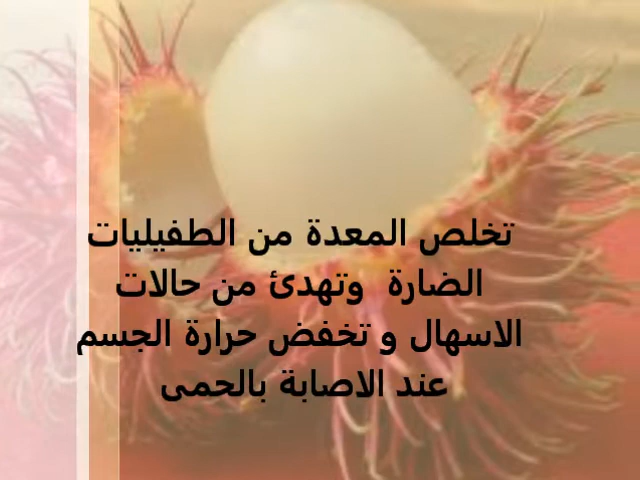 تخلص المعدة من الطفيليات
الضارة  وتهدئ من حالات
الاسهال و تخفض حرارة الجسم
عند الاصابة بالحمى